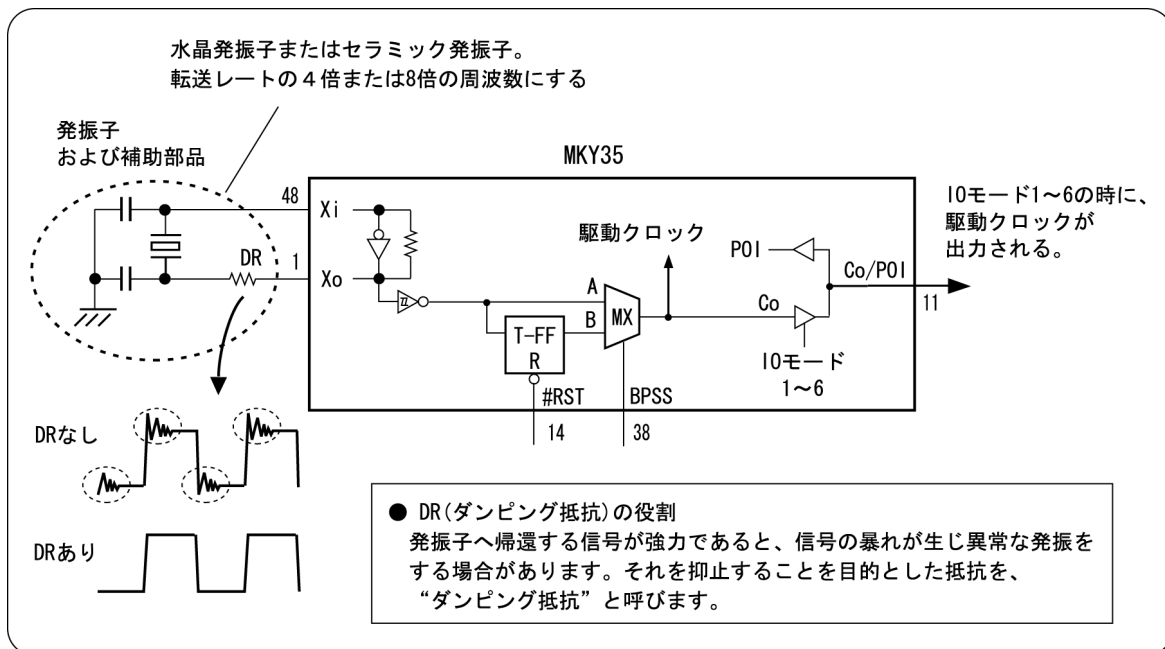 水晶発振子またはセラミック発振子。
転送レートの4倍または8倍の周波数にする
発振子
および補助部品
MKY35
48
Xi
DR
1
Xo
駆動クロック
A
B
MX
T-FF
R
#RST
14
BPSS
38
POI
Co
IOモード
1～6
Co/POI
11
IOモード1～6の時に、
駆動クロックが
出力される。
DRなし
DRあり
● DR(ダンピング抵抗)の役割
発振子へ帰還する信号が強力であると、信号の暴れが生じ異常な発振を
する場合があります。それを抑止することを目的とした抵抗を、
“ダンピング抵抗”と呼びます。